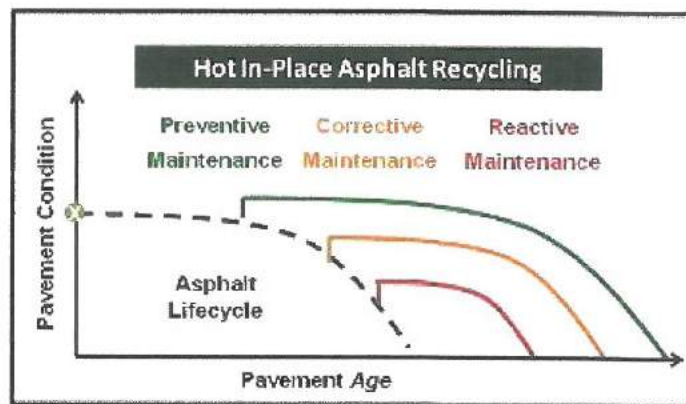 Hot In-Place Asphalt Recycling
Preventive Maintenance
Corrective Maintenance
Reactive Maintenance
Pavement Condition
Asphalt
Lifecycle
Pavement Age